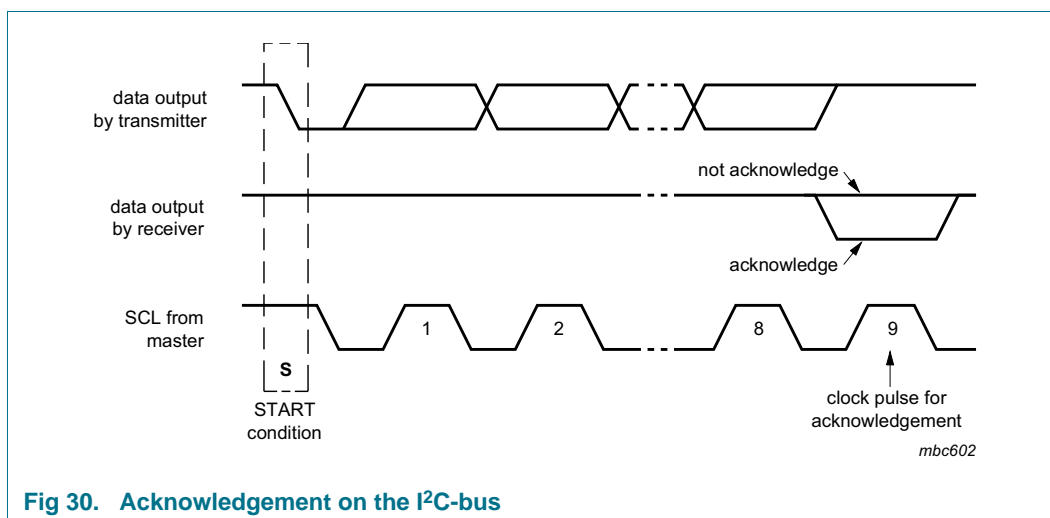 data output
by transmitter
not acknowledge
data output
by receiver
acknowledge
SCL from
master
1
2
8
9
S
START
condition
clock pulse for
acknowledgement
mbc602
Fig 30. Acknowledgement on the I²C-bus